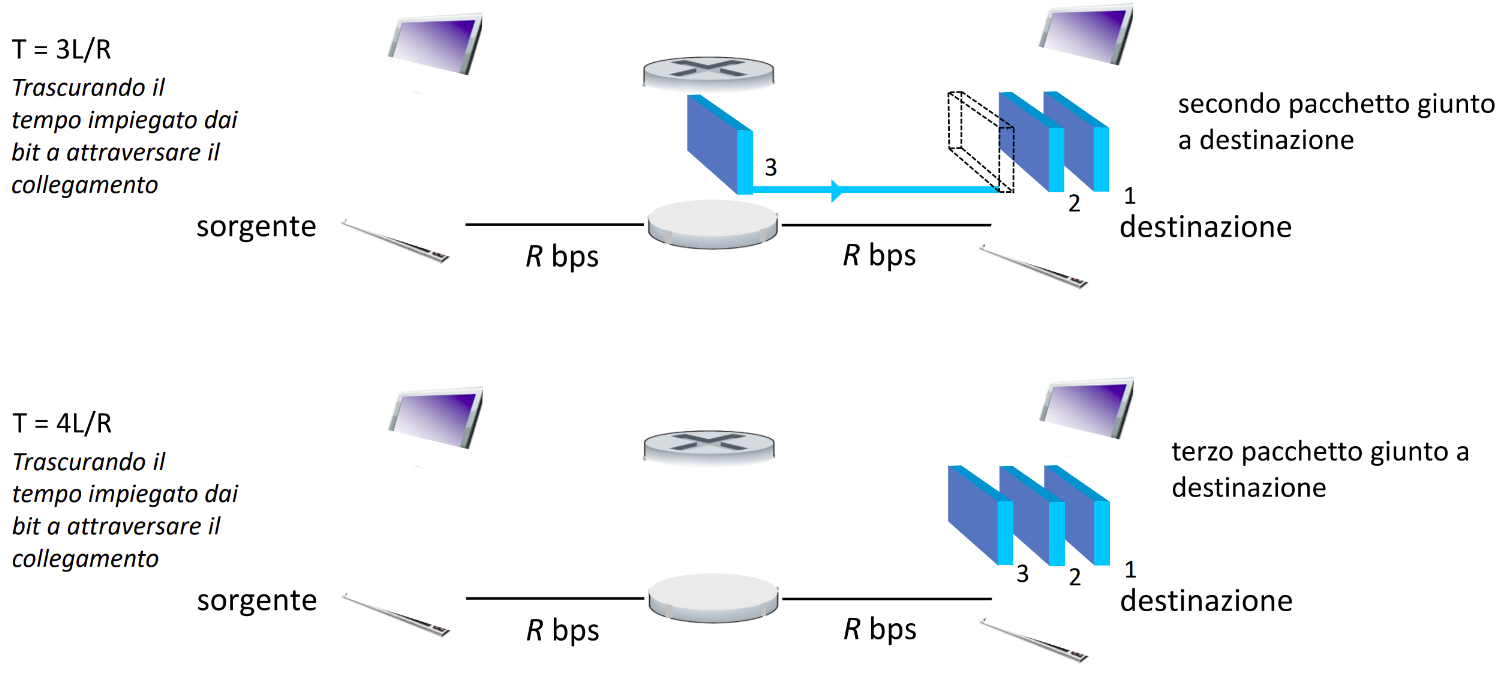 T = 3L/R
Trascurando il
tempo impiegato dai
bit a attraversare il
collegamento
secondo pacchetto giunto
a destinazione
3
2
1
sorgente
destinazione
R bps
R bps
T = 4L/R
Trascurando il
tempo impiegato dai
bit a attraversare il
collegamento
terzo pacchetto giunto a
destinazione
3
2
1
sorgente
destinazione
R bps
R bps